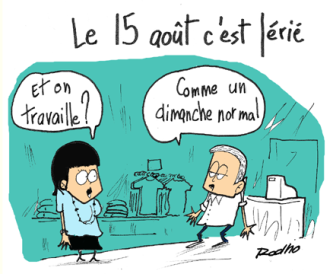 Le 15 août c'est férié
Et on
travaille?
Comme un
dimanche normal
Rodho